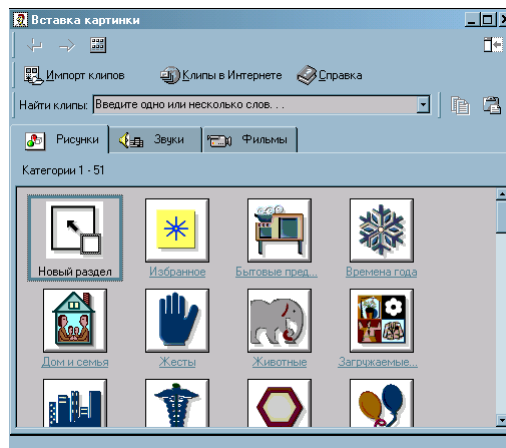 Вставка картинки
Импорт клипов Клипы в Интернете Справка
Найти клипы: Введите одно или несколько слов. . .
Рисунки Звуки Фильмы
Категории 1 - 51
Новый раздел Избранное Бытовые пред... Времена года
Дом и семья Жесты Животные Загружаемые...